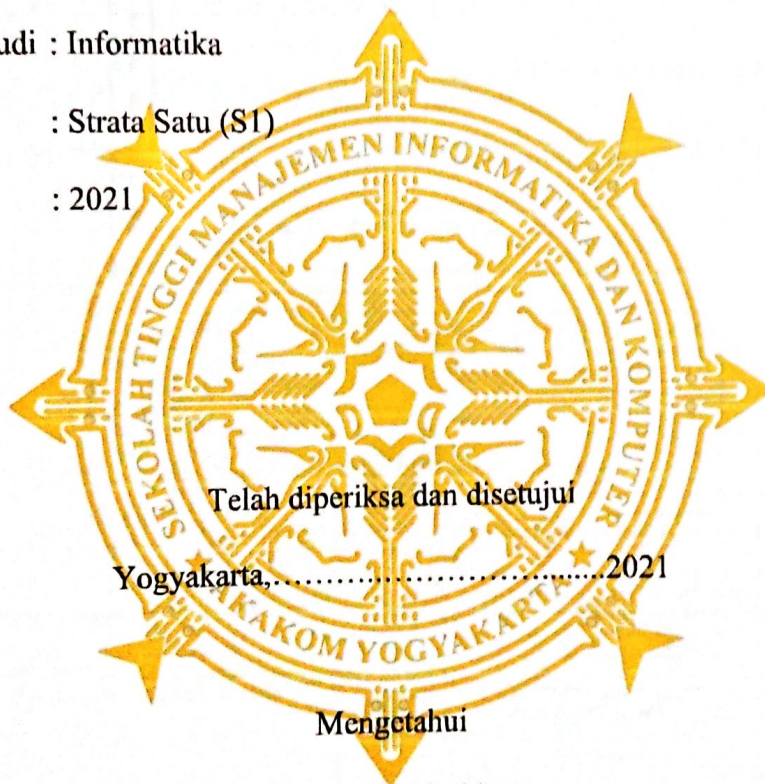 udi : Informatika
: Strata Satu (S1)
: 2021
SEKOLAH TINGGI MANAJEMEN INFORMATIKA DAN KOMPUTER
AKAKOM YOGYAKARTA
Telah diperiksa dan disetujui
Yogyakarta,......................................2021
Mengetahui